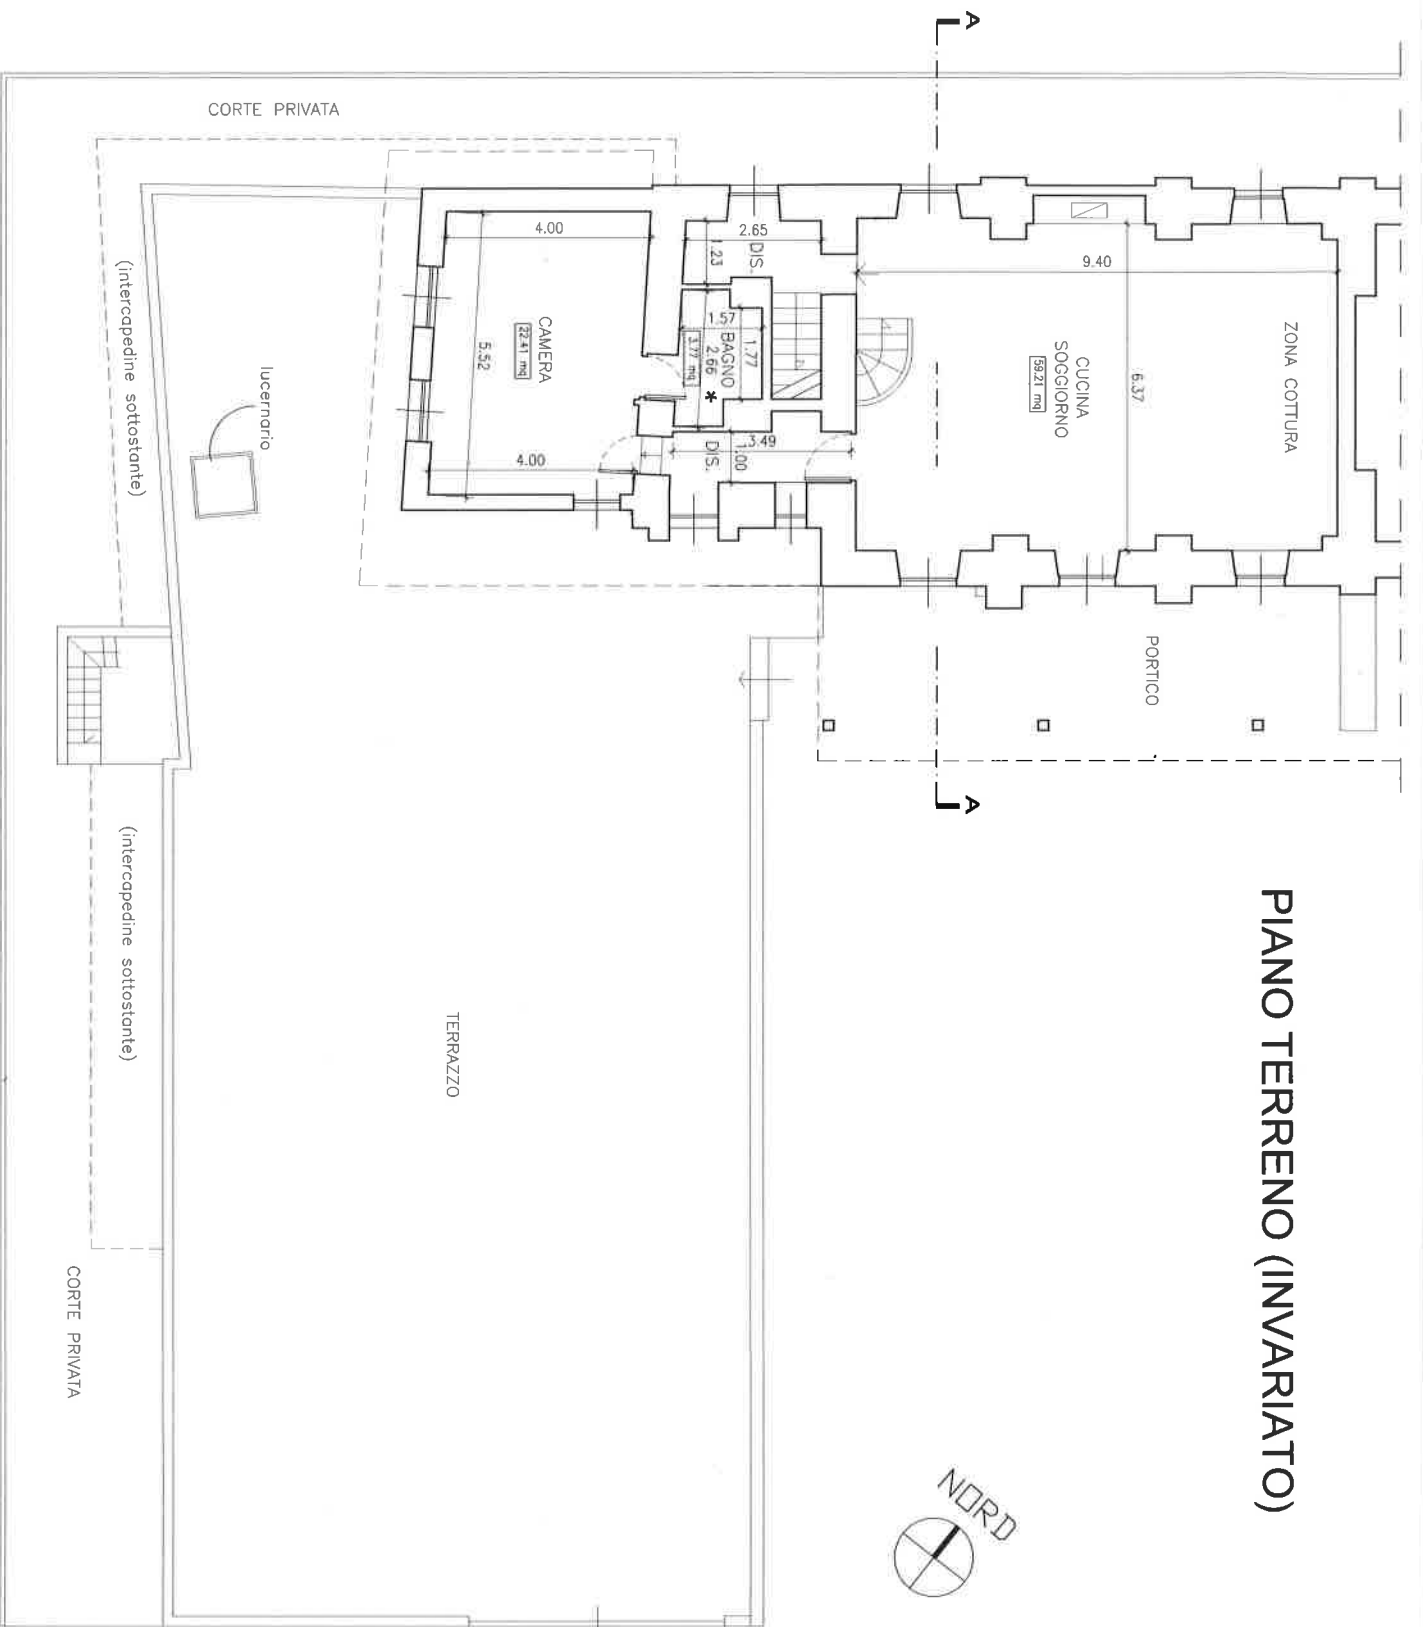 PIANO TERRENO (INVARIATO)
A
A
NORD
ZONA COTTURA
CUCINA
SOGGIORNO
59.21 mq
9.40
6.37
PORTICO
DIS.
2.65
1.23
BAGNO
1.57
1.77
2.66
3.77 mq
*
DIS.
3.49
1.00
CAMERA
22.41 mq
4.00
5.52
4.00
CORTE PRIVATA
(intercapedine sottostante)
lucernario
TERRAZZO
(intercapedine sottostante)
CORTE PRIVATA